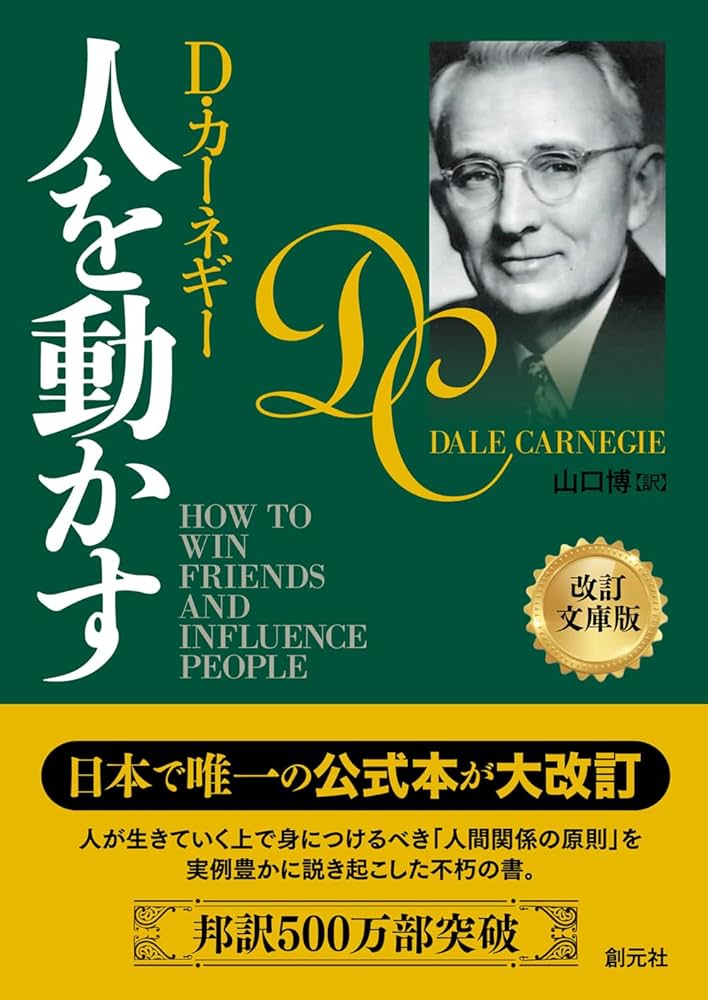 人を動かす
D・カーネギー
DC
DALE CARNEGIE
山口博【訳】
HOW TO
WIN
FRIENDS
AND
INFLUENCE
PEOPLE
改訂
文庫版
日本で唯一の公式本が大改訂
人が生きていく上で身につけるべき「人間関係の原則」を
実例豊かに説き起こした不朽の書。
邦訳500万部突破
創元社